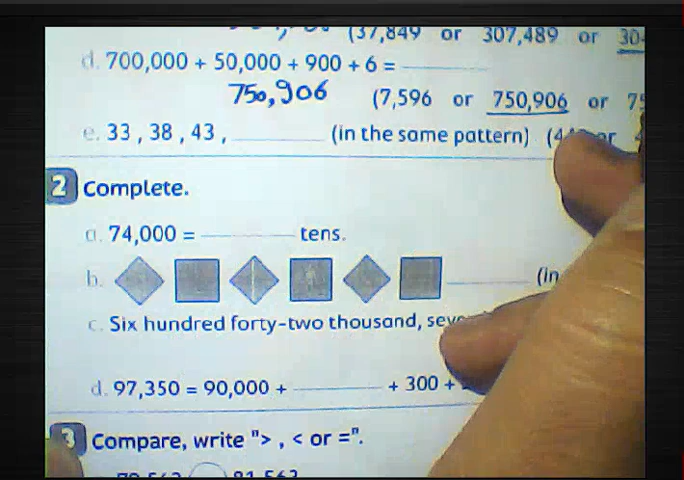 (37,849 or 307,489 or
d. 700,000 + 50,000 + 900 + 6 =
750,906 (7,596 or 750,906 or
e. 33 , 38 , 43 , (in the same pattern)
2 Complete.
a. 74,000 = tens.
b. (in
c. Six hundred forty-two thousand,
d. 97,350 = 90,000 + + 300 +
3 Compare, write "> , < or =".